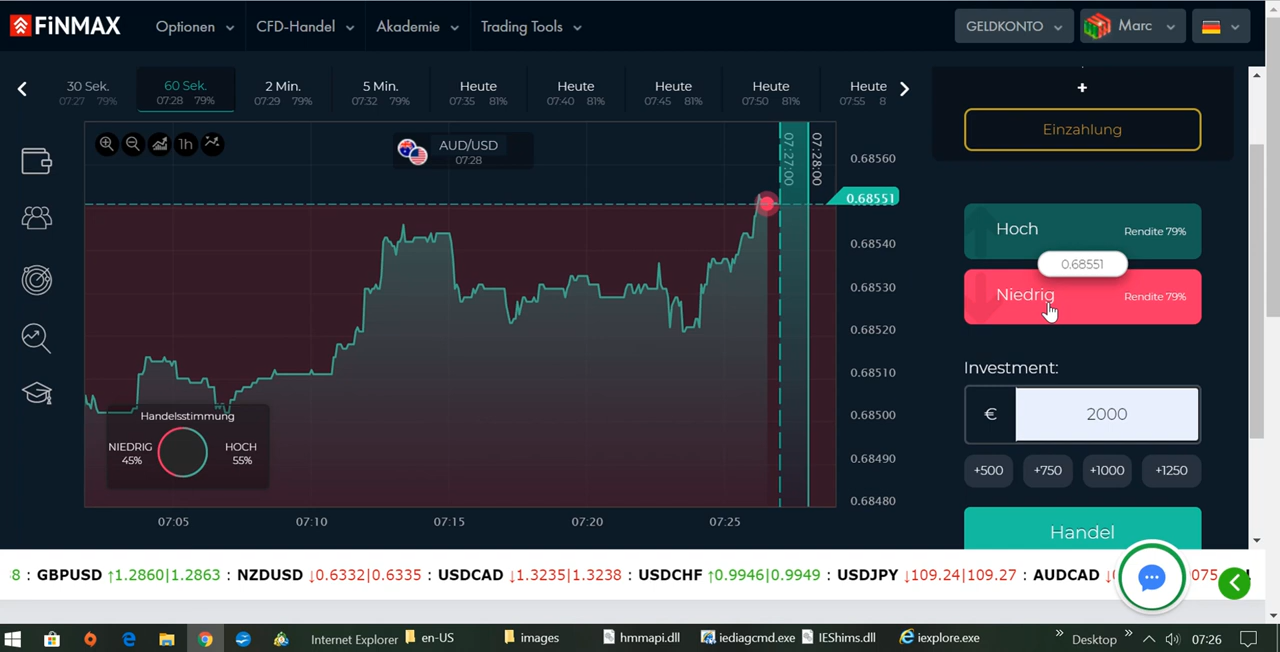 FiNMAX Optionen CFD-Handel Akademie Trading Tools GELDKONTO Marc
30 Sek. 60 Sek. 2 Min. 5 Min. Heute Heute Heute Heute Heute
07:27 79% 07:28 79% 07:29 79% 07:32 79% 07:35 81% 07:40 81% 07:45 81% 07:50 81% 07:55 8
+
Einzahlung
1h
AUD/USD
07:28
07:27:00
07:28:00
0.68560
0.68551
0.68540
0.68530
0.68520
0.68510
0.68500
0.68490
0.68480
Handelsstimmung
NIEDRIG HOCH
45% 55%
07:05 07:10 07:15 07:20 07:25
Hoch Rendite 79%
0.68551
Niedrig Rendite 79%
Investment:
€ 2000
+500 +750 +1000 +1250
Handel
8 : GBPUSD ↑1.2860|1.2863 : NZDUSD ↓0.6332|0.6335 : USDCAD ↓1.3235|1.3238 : USDCHF ↑0.9946|0.9949 : USDJPY ↓109.24|109.27 : AUDCAD ↓ 075
Internet Explorer en-US images hmmapi.dll iediagcmd.exe IEShims.dll iexplore.exe » Desktop » 07:26